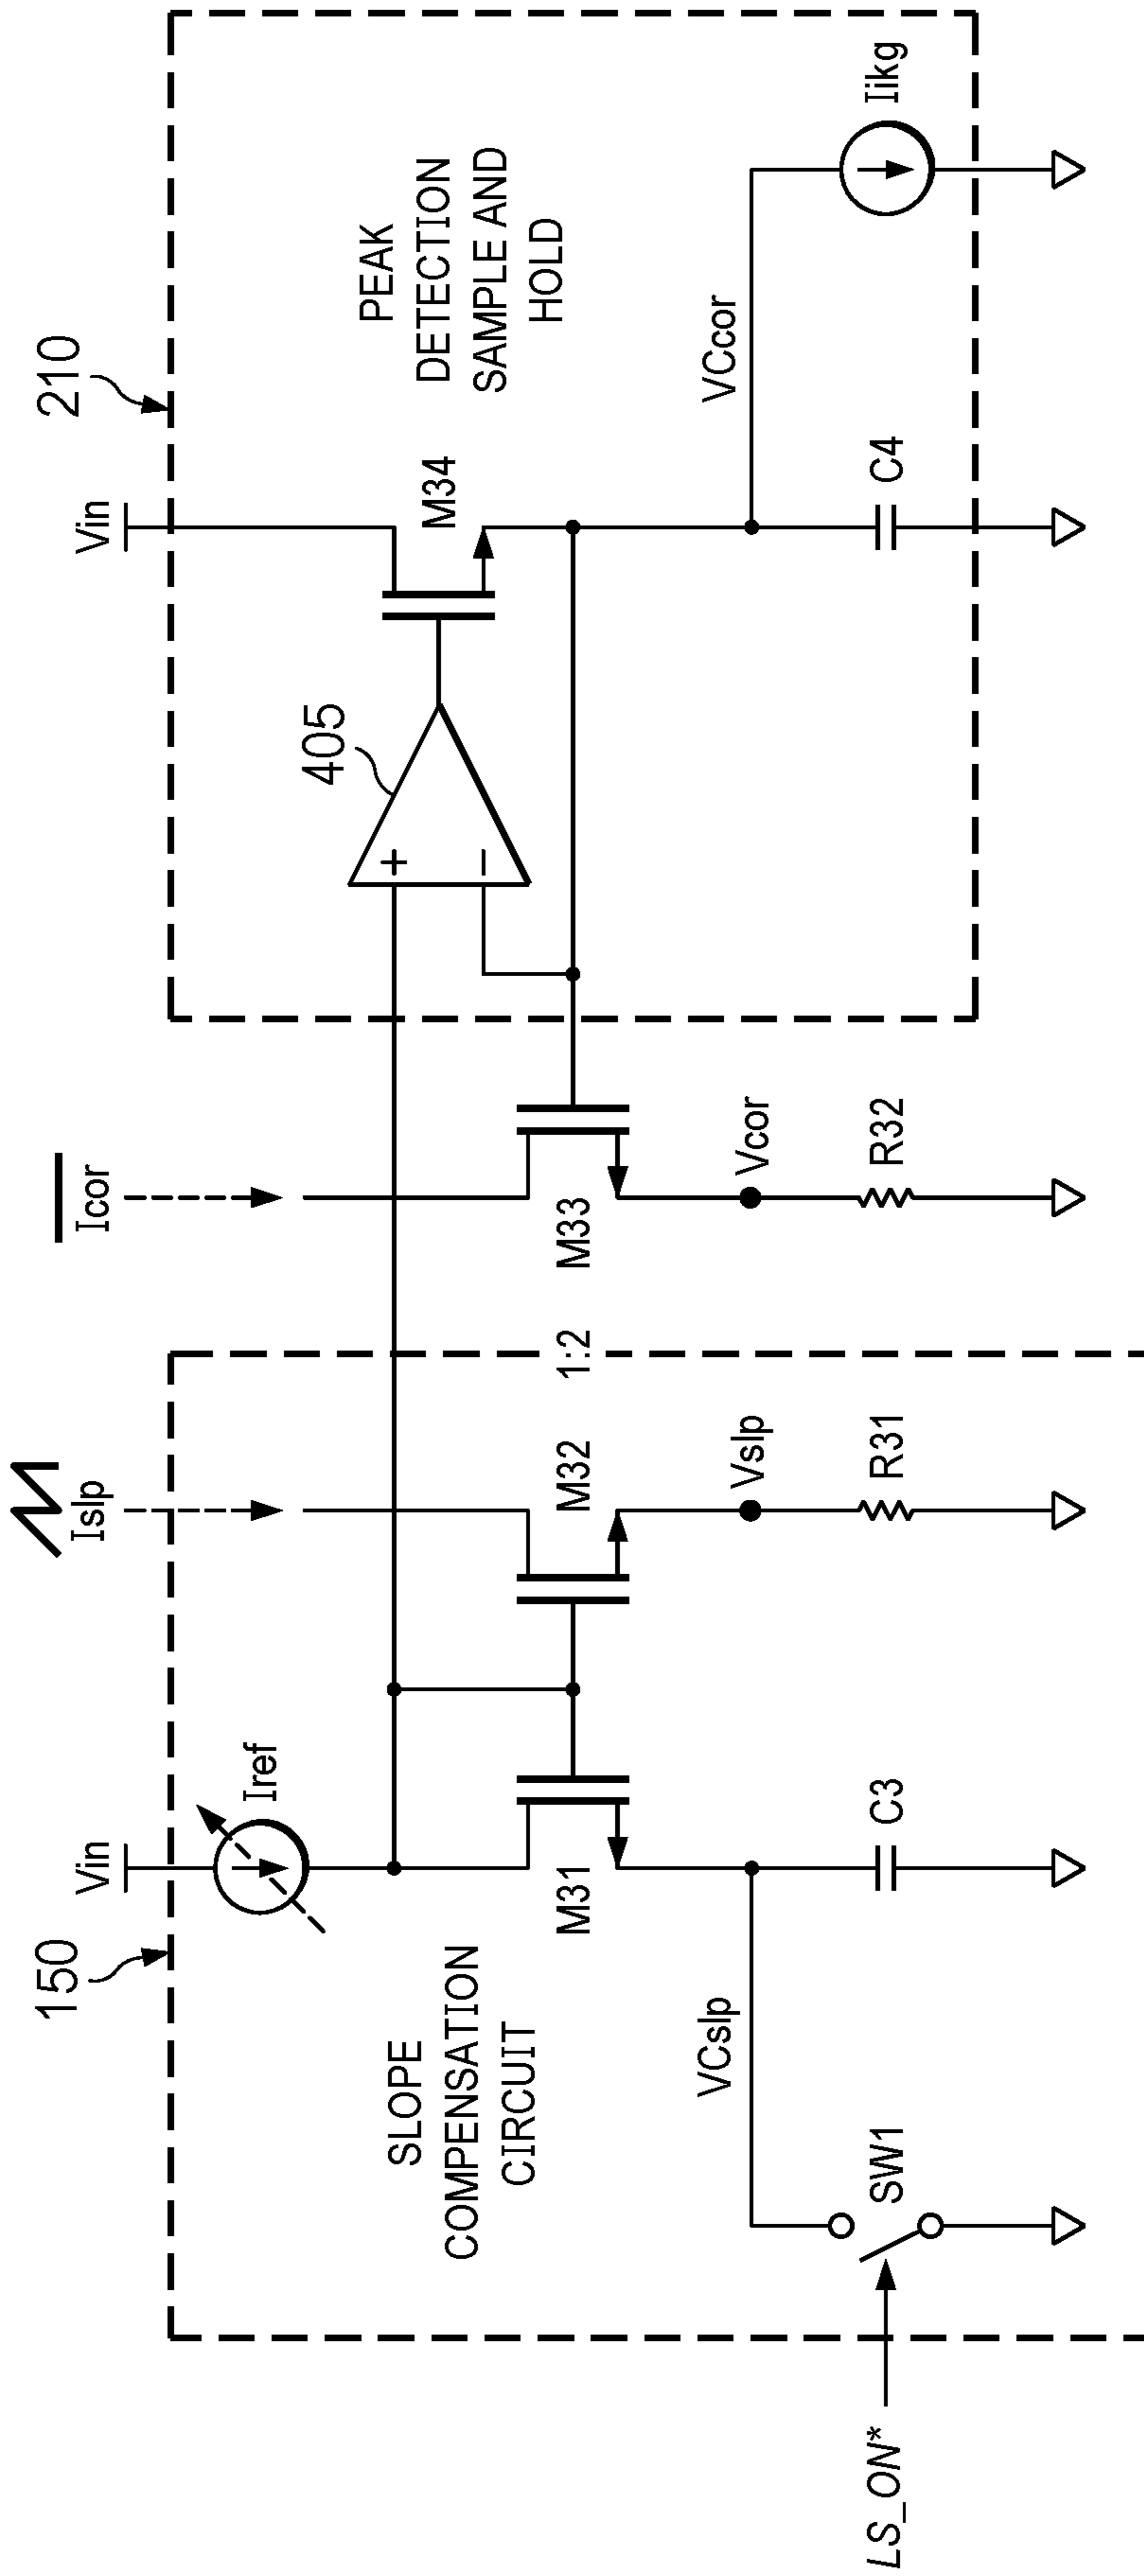 150
210
Vin
Iref
Islp
Icor
Vin
SLOPE
COMPENSATION
CIRCUIT
405
+
−
PEAK
DETECTION
SAMPLE AND
HOLD
M31
M32
1:2
M33
M34
VCslp
Vslp
Vcor
VCcor
LS_ON*
SW1
C3
R31
R32
C4
Iikg